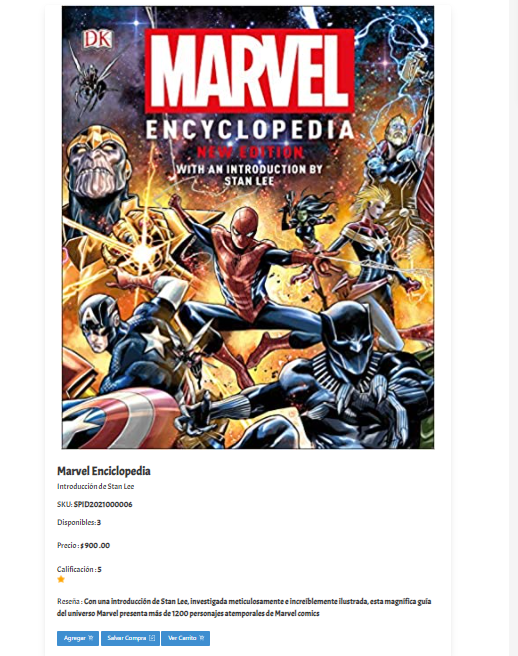 DK
MARVEL
ENCYCLOPEDIA
NEW EDITION
WITH AN INTRODUCTION BY
STAN LEE
Marvel Enciclopedia
Introducción de Stan Lee
SKU: SPID2021000006
Disponibles:3
Precio : $900 .00
Calificación : 5
Reseña : Con una introducción de Stan Lee, investigada meticulosamente e increíblemente ilustrada, esta magnífica guía
del universo Marvel presenta más de 1200 personajes atemporales de Marvel comics
Agregar Salvar Compra Ver Carrito